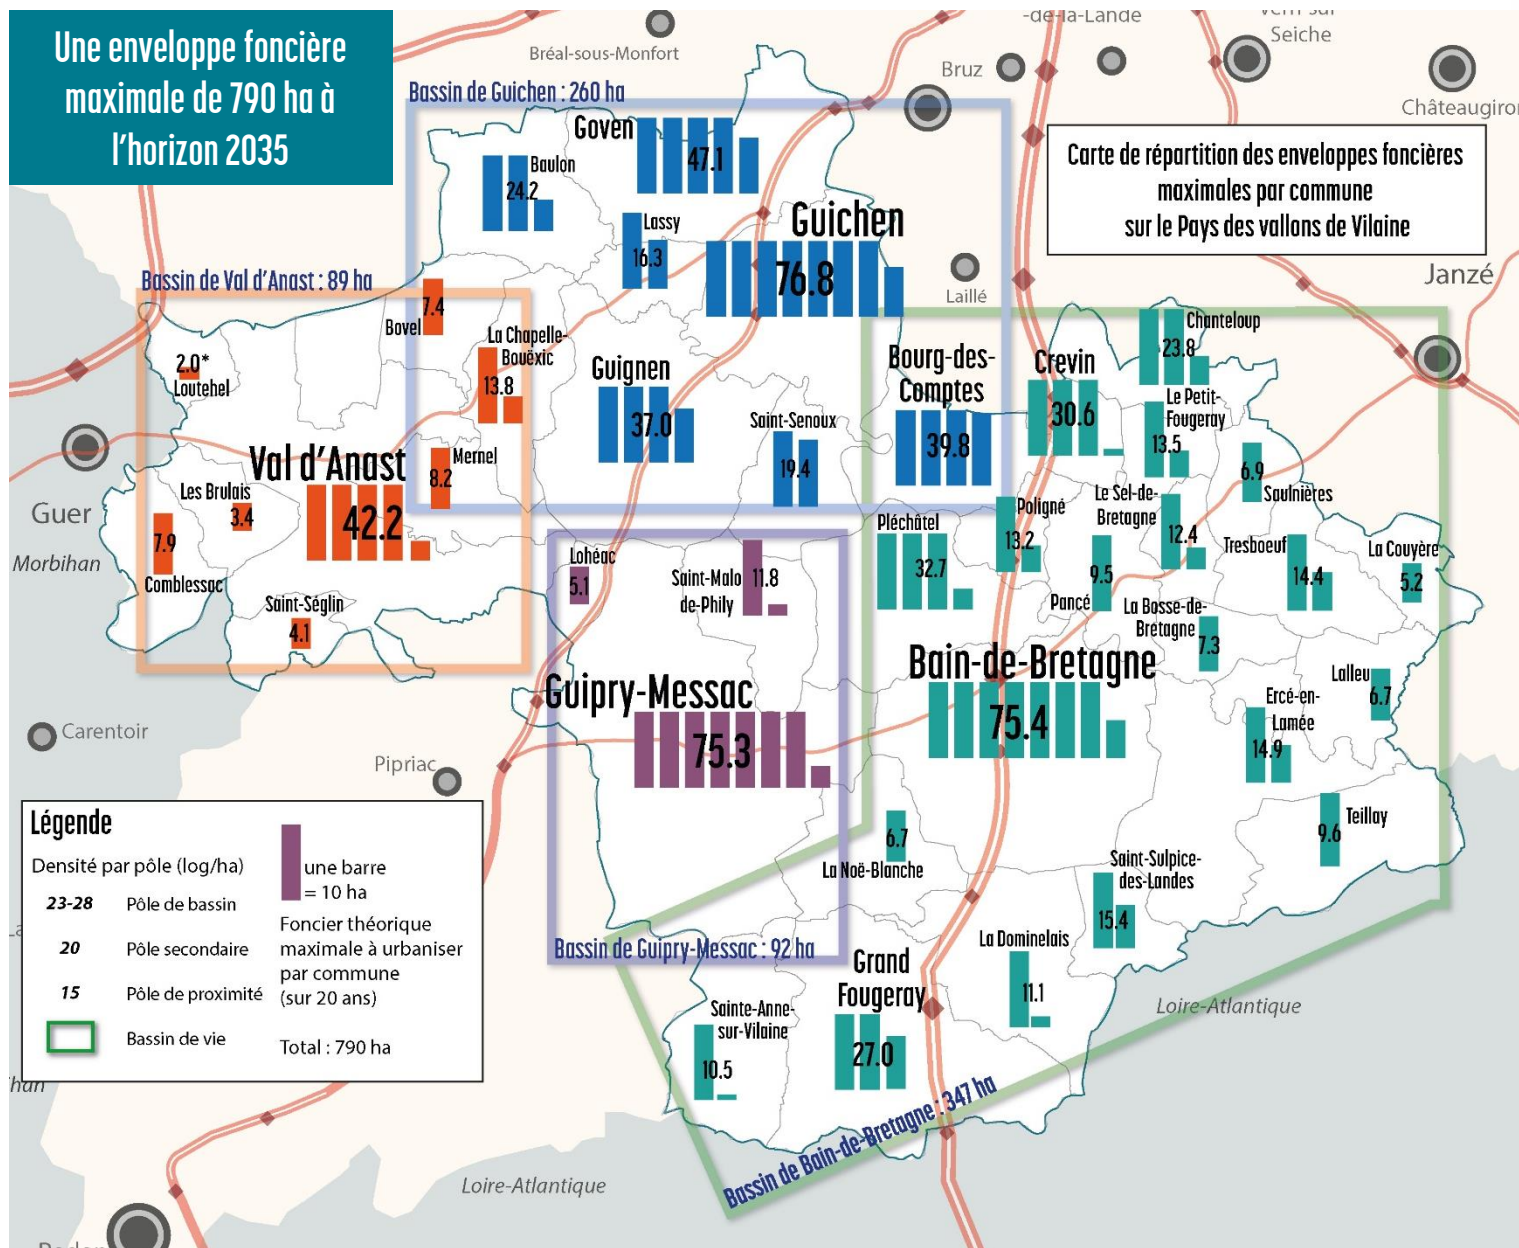 Une enveloppe foncière
maximale de 790 ha à
l'horizon 2035
-de-la-Lande
Seiche
Bréal-sous-Monfort
Bruz
Châteaugiron
Bassin de Guichen : 260 ha
Carte de répartition des enveloppes foncières
maximales par commune
sur le Pays des vallons de Vilaine
Goven
47.1
Baulon
24.2
Lassy
16.3
Guichen
76.8
Laillé
Janzé
Bassin de Val d'Anast : 89 ha
Bovel
7.4
La Chapelle-
Bouëxic
13.8
2.0*
Loutehel
Guignen
37.0
Saint-Senoux
19.4
Bourg-des-
Comptes
39.8
Crevin
30.6
Chanteloup
23.8
Le Petit-
Fougeray
13.5
6.9
Saulnières
Val d'Anast
42.2
Mernel
8.2
Les Brulais
3.4
7.9
Comblessac
Saint-Séglin
4.1
Guer
Morbihan
Lohéac
5.1
Saint-Malo
de-Phily
11.8
Pléchâtel
32.7
Poligné
13.2
Le Sel-de-
Bretagne
12.4
9.5
Pancé
Tresboeuf
14.4
La Couyère
5.2
La Bosse-de-
Bretagne
7.3
Lalleu
6.7
Ercé-en-
Lamée
14.9
Guipry-Messac
75.3
Bain-de-Bretagne
75.4
Carentoir
Pipriac
Teillay
9.6
6.7
La Noë-Blanche
Saint-Sulpice-
des-Landes
15.4
Bassin de Guipry-Messac : 92 ha
La Dominelais
11.1
Grand
Fougeray
27.0
Sainte-Anne-
sur-Vilaine
10.5
Loire-Atlantique
Bassin de Bain-de-Bretagne : 347 ha
Loire-Atlantique
Légende
Densité par pôle (log/ha)
23-28 Pôle de bassin
20 Pôle secondaire
15 Pôle de proximité
Bassin de vie
une barre
= 10 ha
Foncier théorique
maximale à urbaniser
par commune
(sur 20 ans)
Total : 790 ha